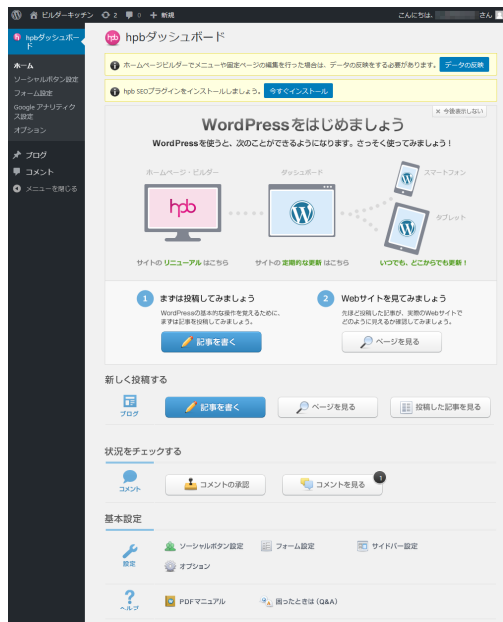 ビルダーキッチン 2 0 新規 こんにちは、 さん
hpbダッシュボード
ホーム
ソーシャルボタン設定
フォーム設定
Google アナリティクス設定
オプション
ブログ
コメント
メニューを閉じる
hpbダッシュボード
ホームページビルダーでメニューや固定ページの編集を行った場合は、データの反映をする必要があります。 データの反映
hpb SEOプラグインをインストールしましょう。 今すぐインストール
× 今後表示しない
WordPressをはじめましょう
WordPressを使うと、次のことができるようになります。さっそく使ってみましょう！
ホームページ・ビルダー ダッシュボード スマートフォン
hpb
タブレット
サイトの リニューアル はこちら サイトの 定期的な更新 はこちら いつでも、どこからでも更新！
1 まずは投稿してみましょう 2 Webサイトを見てみましょう
WordPressの基本的な操作を覚えるために、 先ほど投稿した記事が、実際のWebサイトで
まずは記事を投稿してみましょう。 どのように見えるか確認してみましょう。
記事を書く ページを見る
新しく投稿する
ブログ 記事を書く ページを見る 投稿した記事を見る
状況をチェックする
コメント コメントの承認 コメントを見る 1
基本設定
設定 ソーシャルボタン設定 フォーム設定 サイドバー設定
オプション
ヘルプ PDFマニュアル 困ったときは (Q&A)